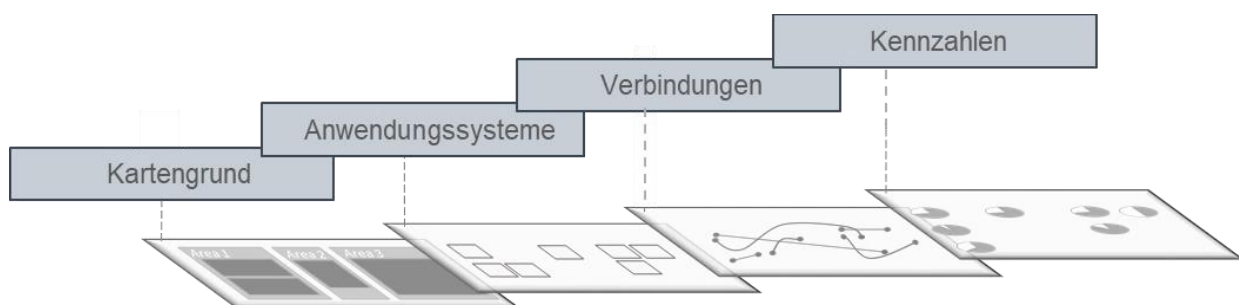 Kennzahlen
Verbindungen
Anwendungssysteme
Kartengrund
Area 1
Area 2
Area 3